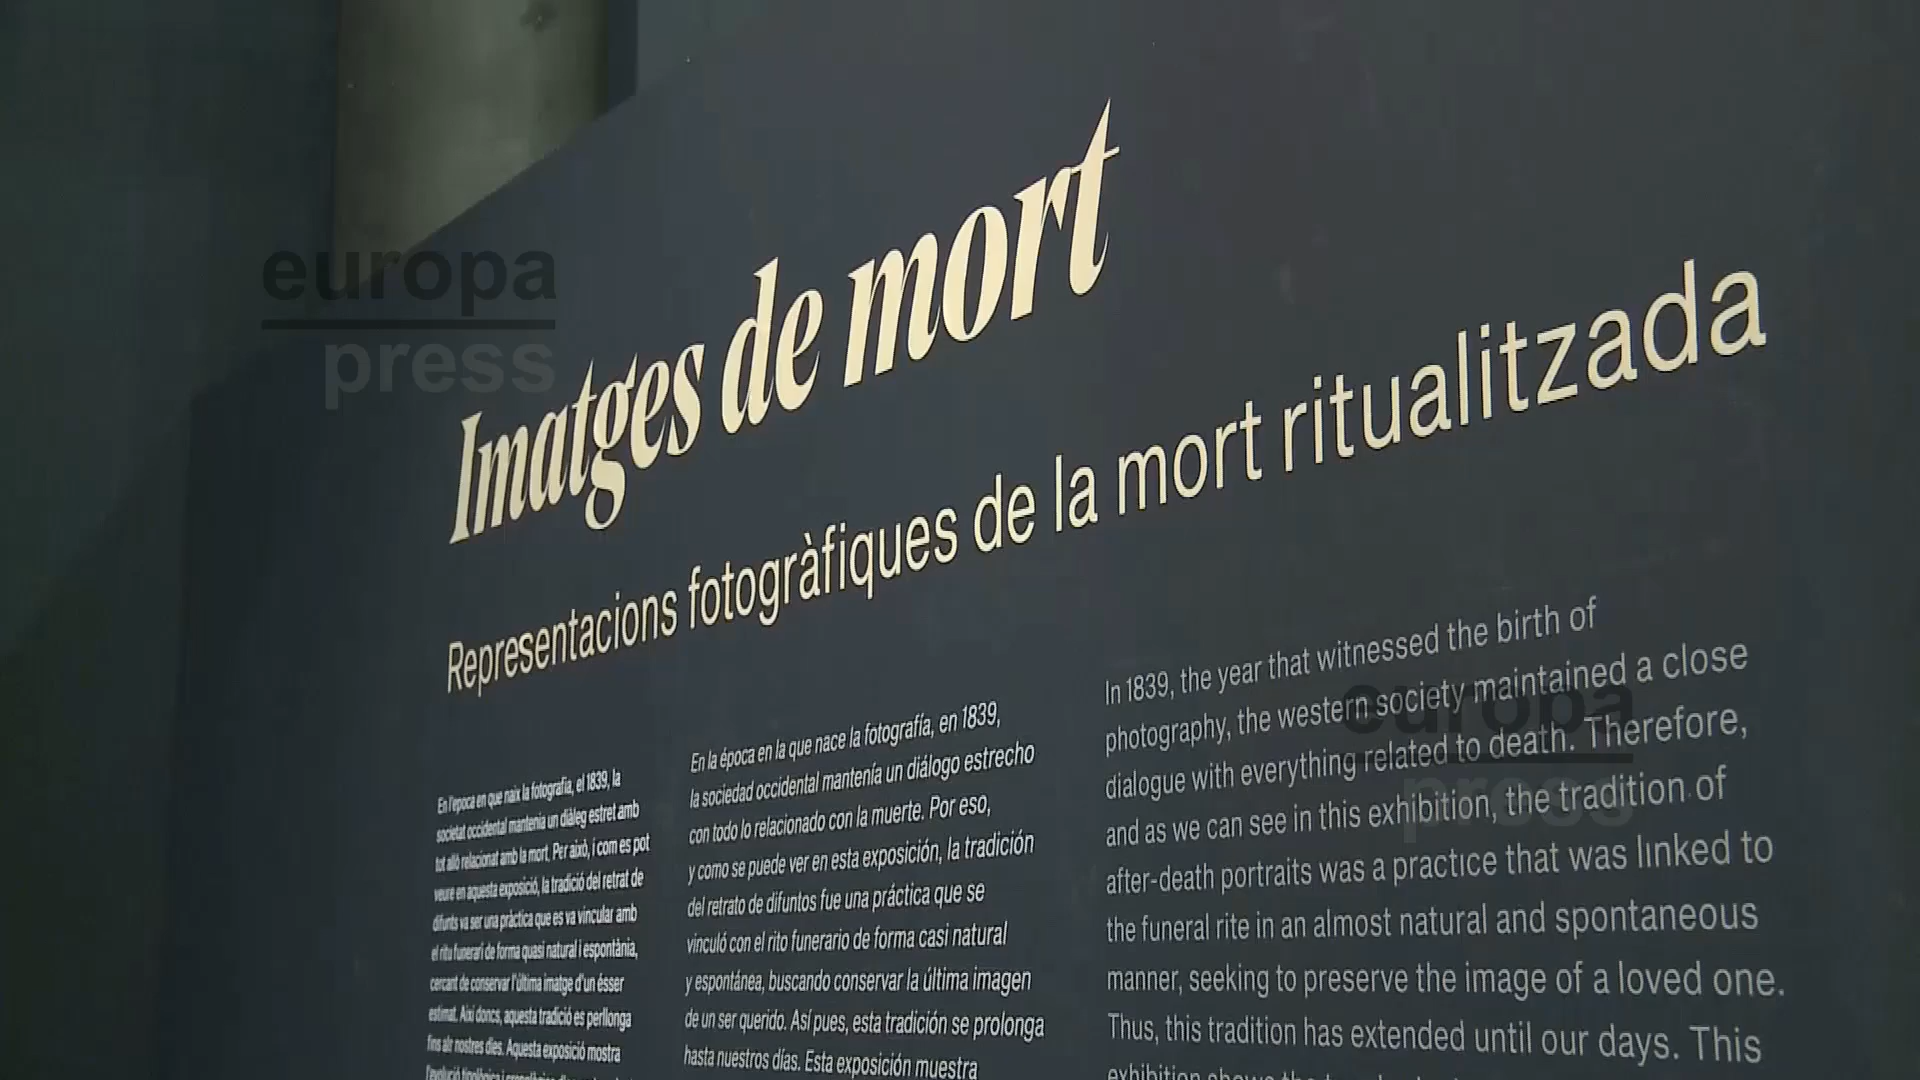 europa
press
Imatges de mort
Representacions fotogràfiques de la mort ritualitzada
En l'epoca en que naix la fotografia, el 1839, la
societat occidental mantenia un diàleg estret amb
tot allò relacionat amb la mort. Per això, i com es pot
veure en aquesta exposició, la tradició del retrat de
difunts va ser una pràctica que es va vincular amb
el ritu funerari de forma quasi natural i espontània,
cercant de conservar l'última imatge d'un ésser
estimat. Així doncs, aquesta tradició es perllonga
fins als nostres dies. Aquesta exposició mostra
l'evolució tipològica i
En la época en la que nace la fotografía, en 1839,
la sociedad occidental mantenía un diálogo estrecho
con todo lo relacionado con la muerte. Por eso,
y como se puede ver en esta exposición, la tradición
del retrato de difuntos fue una práctica que se
vinculó con el rito funerario de forma casi natural
y espontánea, buscando conservar la última imagen
de un ser querido. Así pues, esta tradición se prolonga
hasta nuestros días. Esta exposición muestra
In 1839, the year that witnessed the birth of
photography, the western society maintained a close
dialogue with everything related to death. Therefore,
and as we can see in this exhibition, the tradition of
after-death portraits was a practice that was linked to
the funeral rite in an almost natural and spontaneous
manner, seeking to preserve the image of a loved one.
Thus, this tradition has extended until our days. This
exhibition shows the
europa
press